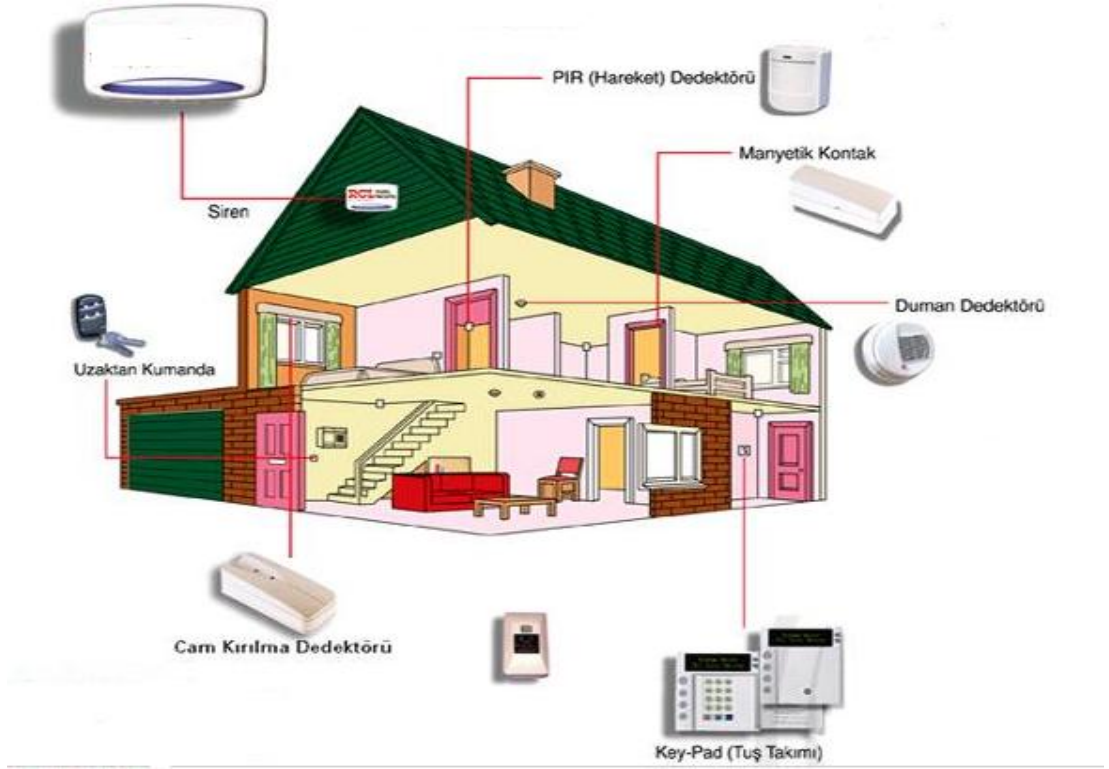 PIR (Hareket) Dedektörü
Manyetik Kontak
Siren
Duman Dedektörü
Uzaktan Kumanda
Cam Kırılma Dedektörü
Key-Pad (Tuş Takımı)